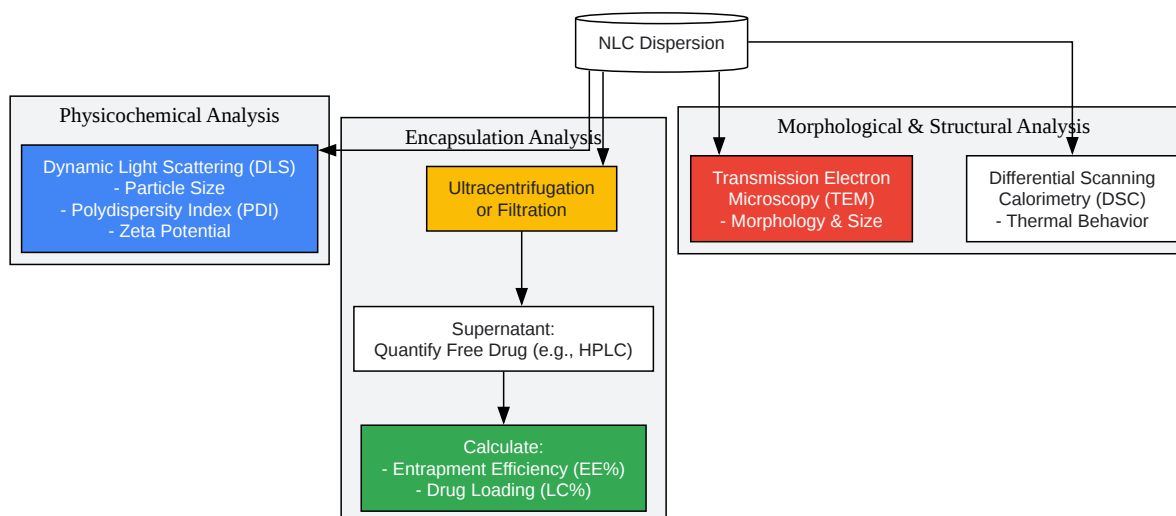 NLC Dispersion
Physicochemical Analysis
Dynamic Light Scattering (DLS)
- Particle Size
- Polydispersity Index (PDI)
- Zeta Potential
Encapsulation Analysis
Ultracentrifugation
or Filtration
Supernatant:
Quantify Free Drug (e.g., HPLC)
Calculate:
- Entrapment Efficiency (EE%)
- Drug Loading (LC%)
Morphological & Structural Analysis
Transmission Electron
Microscopy (TEM)
- Morphology & Size
Differential Scanning
Calorimetry (DSC)
- Thermal Behavior